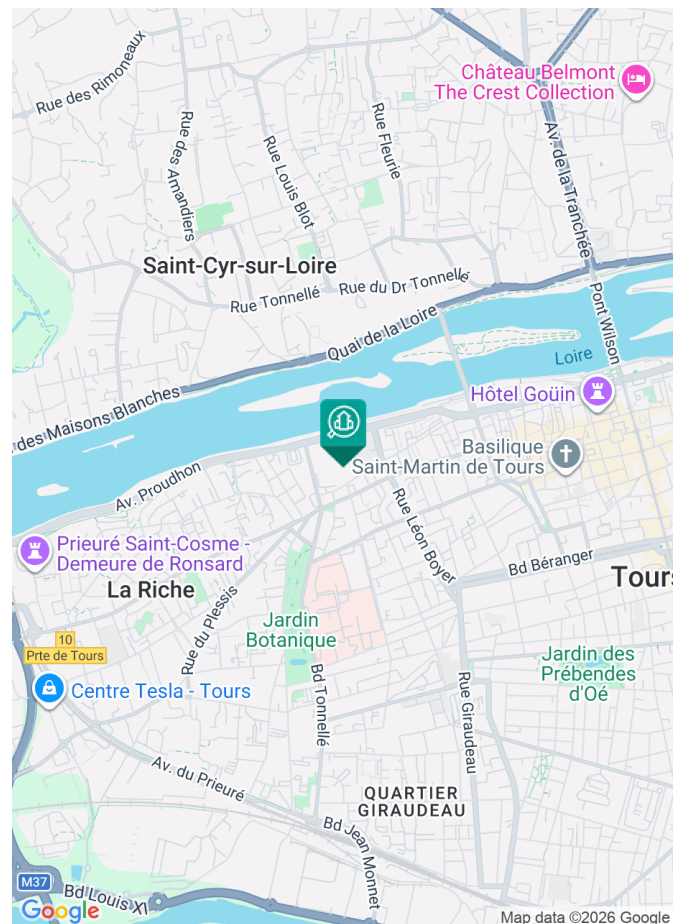 Rue des Rimoneaux
Château Belmont
The Crest Collection
Rue des Amandiers
Rue Louis Blot
Rue Fleurie
Av. de la Tranchée
Saint-Cyr-sur-Loire
Rue Tonnellé
Rue du Dr Tonnelle
Quai de la Loire
Pont Wilson
Loire
des Maisons Blanches
Hôtel Goüin
Basilique
Saint-Martin de Tours
Av. Proudhon
Rue Léon Boyer
Prieuré Saint-Cosme -
Demeure de Ronsard
La Riche
Bd Béranger
Tours
Rue du Plessis
Jardin
Botanique
10
Prte de Tours
Jardin des
Prébendes
d'Oé
Centre Tesla - Tours
Bd Tonnellé
Rue Giraudeau
Av. du Prieuré
QUARTIER
GIRAUDEAU
Bd Jean Monnet
M37
Bd Louis XI
Google
Map data ©2026 Google